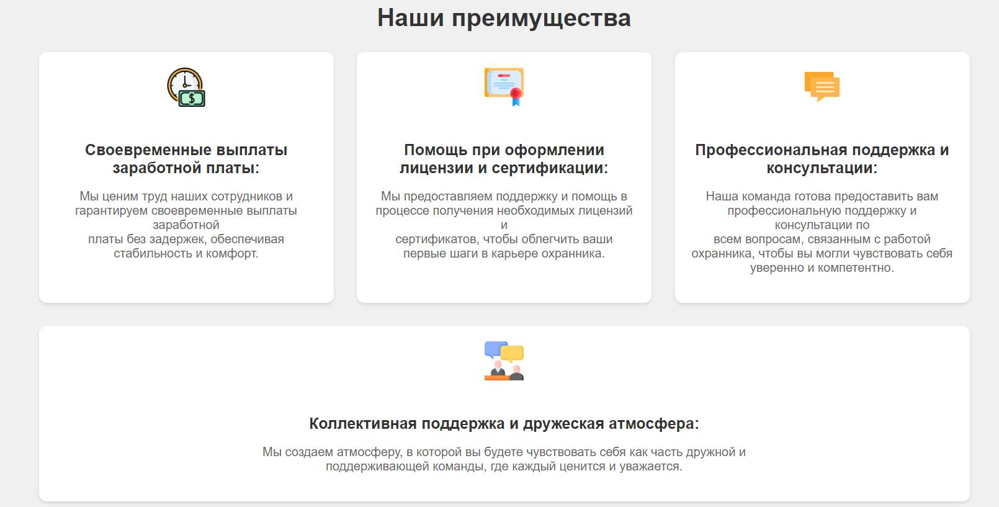 Наши преимущества
Своевременные выплаты
заработной платы:
Мы ценим труд наших сотрудников и
гарантируем своевременные выплаты
заработной
платы без задержек, обеспечивая
стабильность и комфорт.
Помощь при оформлении
лицензии и сертификации:
Мы предоставляем поддержку и помощь в
процессе получения необходимых лицензий
и
сертификатов, чтобы облегчить ваши
первые шаги в карьере охранника.
Профессиональная поддержка и
консультации:
Наша команда готова предоставить вам
профессиональную поддержку и
консультации по
всем вопросам, связанным с работой
охранника, чтобы вы могли чувствовать себя
уверенно и компетентно.
Коллективная поддержка и дружеская атмосфера:
Мы создаем атмосферу, в которой вы будете чувствовать себя как часть дружной и
поддерживающей команды, где каждый ценится и уважается.